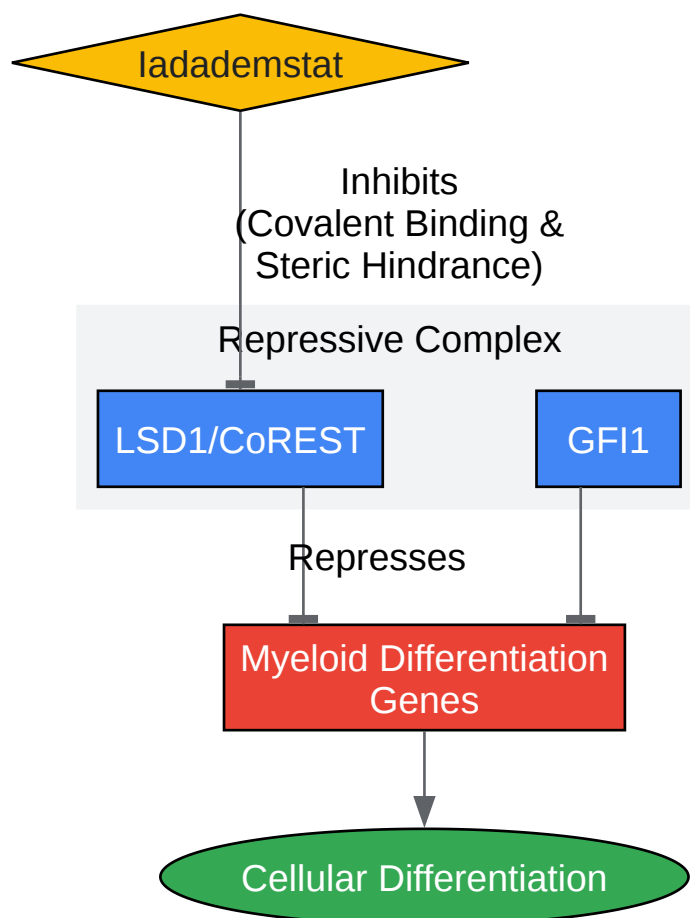 Iadademstat
Inhibits
(Covalent Binding &
Steric Hindrance)
Repressive Complex
LSD1/CoREST
GFI1
Represses
Myeloid Differentiation
Genes
Cellular Differentiation